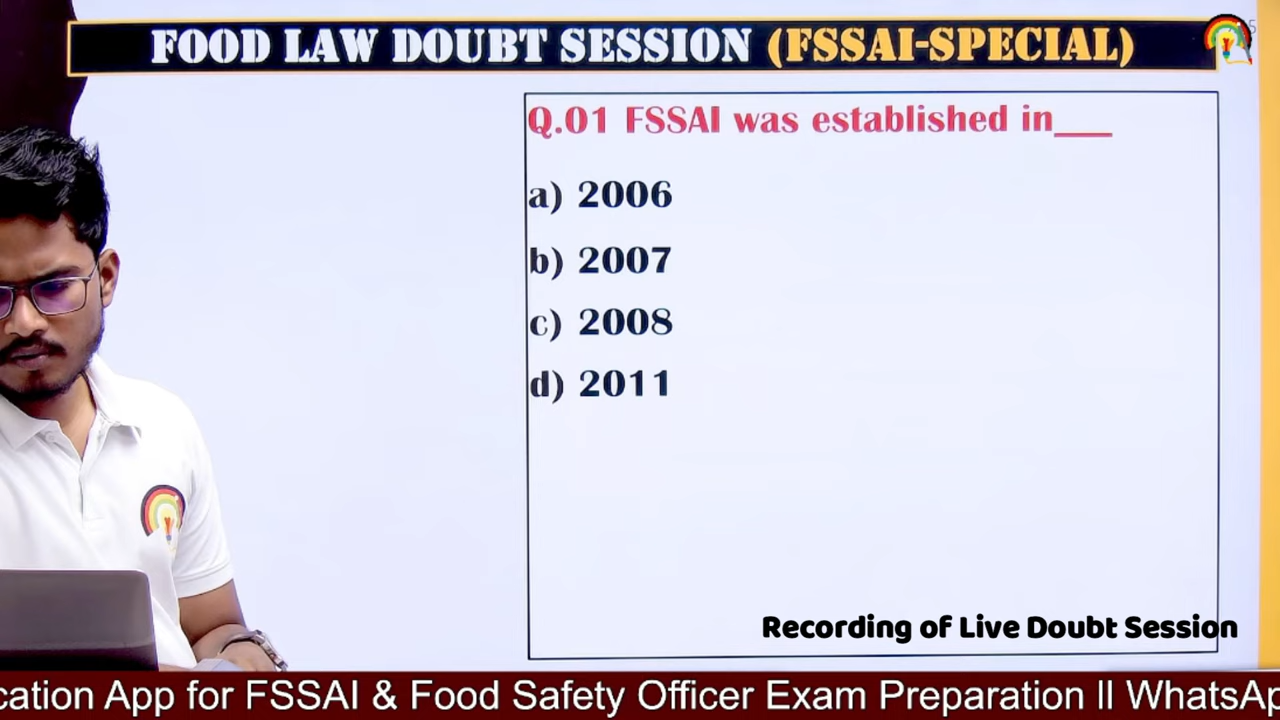 FOOD LAW DOUBT SESSION (FSSAI-SPECIAL)
Q.01 FSSAI was established in___
a) 2006
b) 2007
c) 2008
d) 2011
Recording of Live Doubt Session
cation App for FSSAI & Food Safety Officer Exam Preparation ll WhatsAp